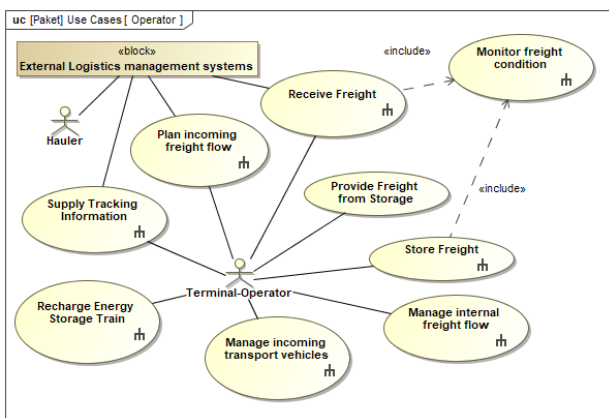 uc [Paket] Use Cases [ Operator ]
«block»
External Logistics management systems
«include»
Monitor freight
condition
Receive Freight
Hauler
Plan incoming
freight flow
Provide Freight
from Storage
«include»
Supply Tracking
Information
Store Freight
Terminal-Operator
Recharge Energy
Storage Train
Manage internal
freight flow
Manage incoming
transport vehicles